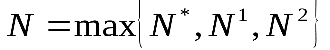 N = max{N*, N¹, N²}